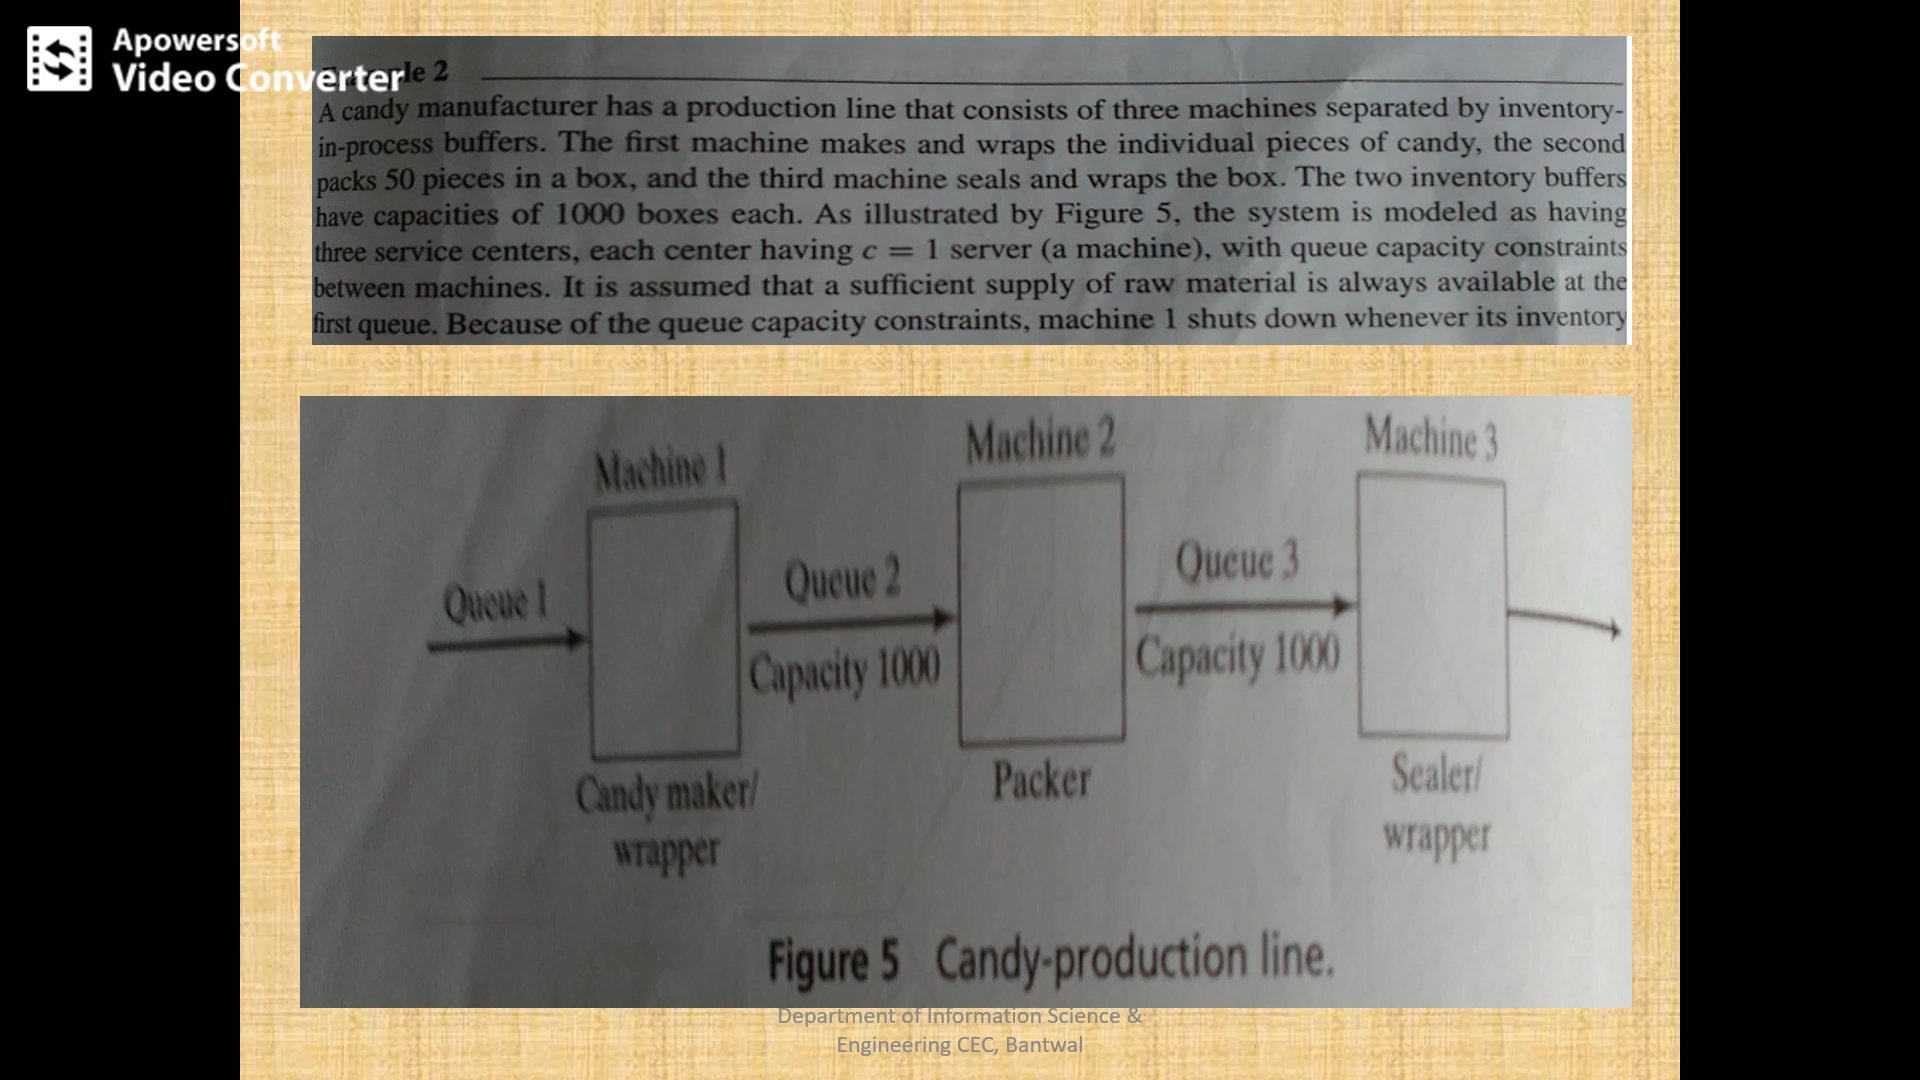 Apowersoft
Video Converter
Example 2
A candy manufacturer has a production line that consists of three machines separated by inventory-
in-process buffers. The first machine makes and wraps the individual pieces of candy, the second
packs 50 pieces in a box, and the third machine seals and wraps the box. The two inventory buffers
have capacities of 1000 boxes each. As illustrated by Figure 5, the system is modeled as having
three service centers, each center having c = 1 server (a machine), with queue capacity constraints
between machines. It is assumed that a sufficient supply of raw material is always available at the
first queue. Because of the queue capacity constraints, machine 1 shuts down whenever its inventory
Machine 1
Machine 2
Machine 3
Queue 1
Queue 2
Queue 3
Capacity 1000
Capacity 1000
Candy maker/
wrapper
Packer
Sealer/
wrapper
Figure 5 Candy-production line.
Department of Information Science &
Engineering CEC, Bantwal